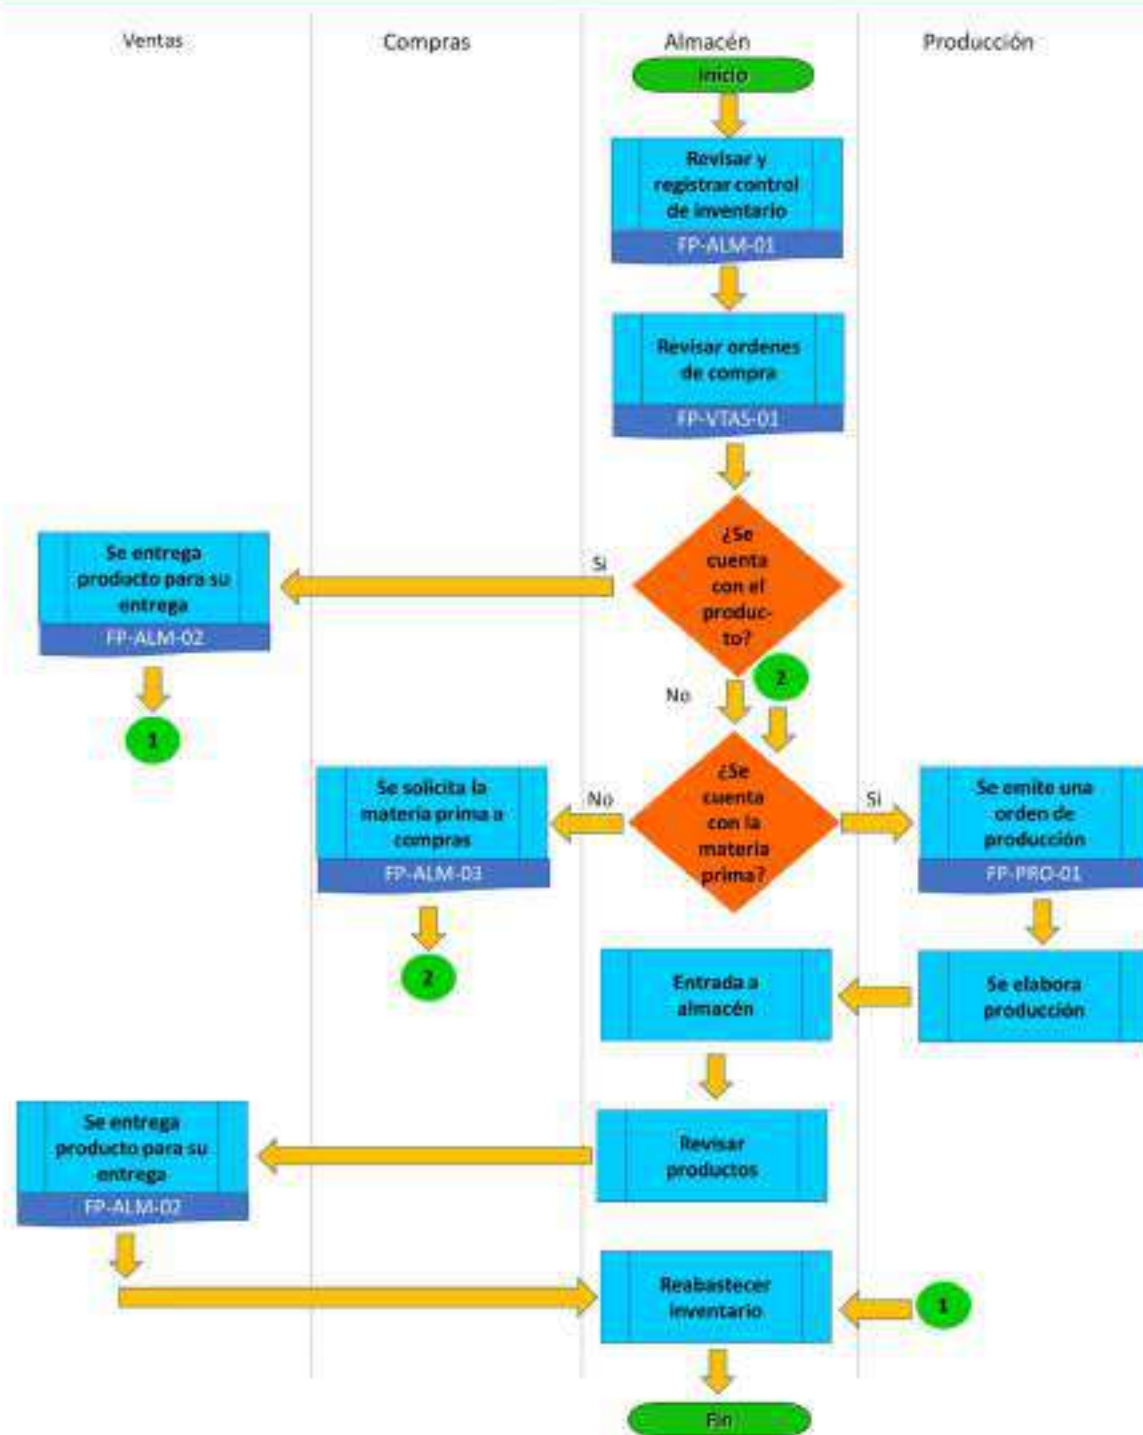 Ventas
Compras
Almacén
Producción
Inicio
Revisar y
registrar control
de inventario
FP-ALM-01
Revisar ordenes
de compra
FP-VTAS-01
¿Se
cuenta
con el
produc-
to?
Si
Se entrega
producto para su
entrega
FP-ALM-02
1
No
2
¿Se
cuenta
con la
materia
prima?
No
Si
Se solicita la
materia prima a
compras
FP-ALM-03
2
Se emite una
orden de
producción
FP-PRO-01
Se elabora
producción
Entrada a
almacén
Revisar
productos
Se entrega
producto para su
entrega
FP-ALM-02
Reabastecer
inventario
1
Fin